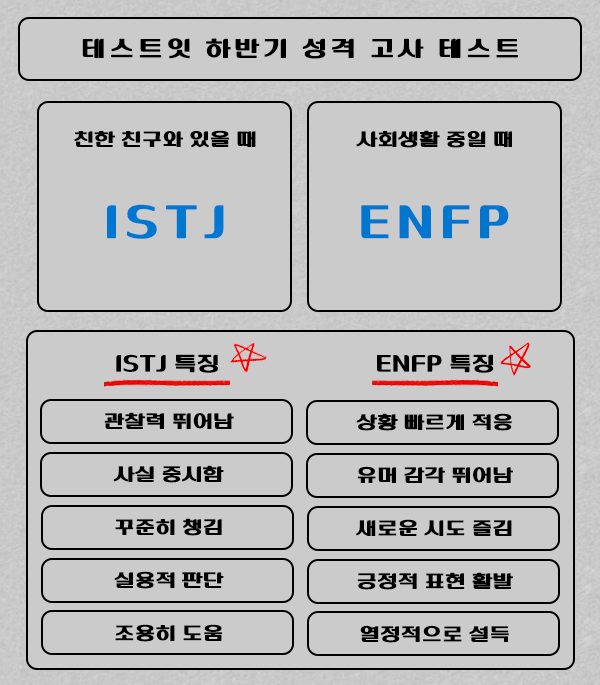 테스트잇 하반기 성격 고사 테스트
친한 친구와 있을 때
ISTJ
사회생활 중일 때
ENFP
ISTJ 특징
관찰력 뛰어남
사실 중시함
꾸준히 챙김
실용적 판단
조용히 도움
ENFP 특징
상황 빠르게 적응
유머 감각 뛰어남
새로운 시도 즐김
긍정적 표현 활발
열정적으로 설득